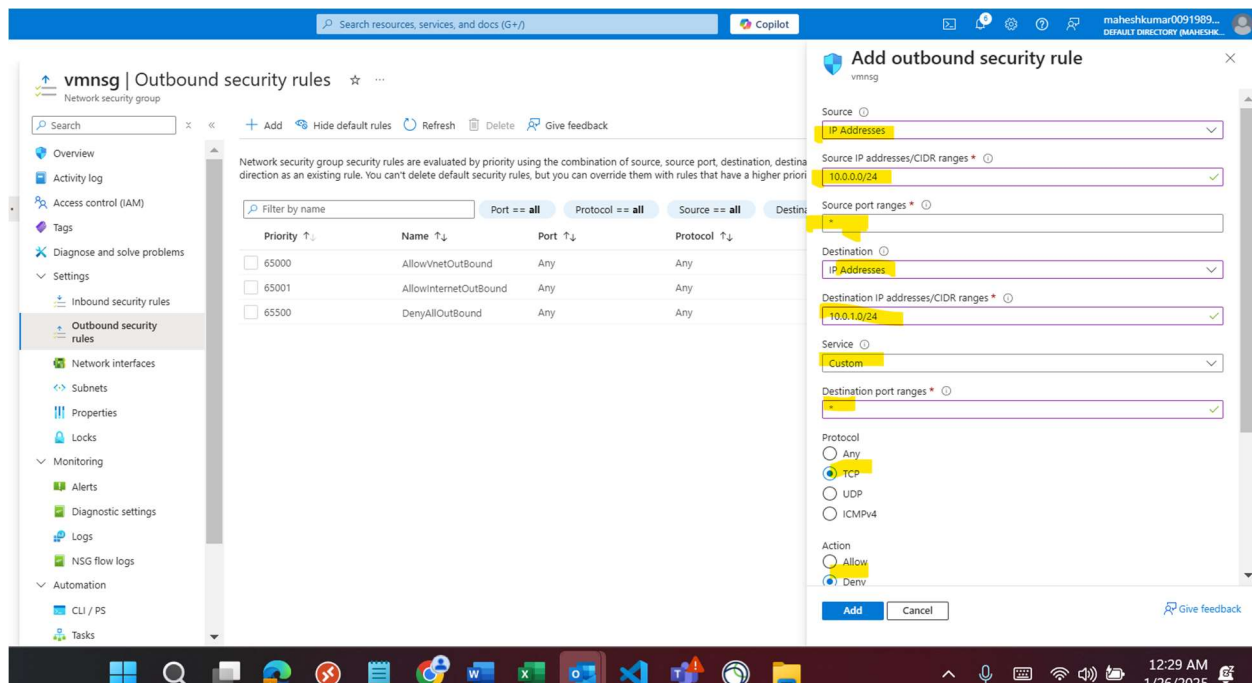 Search resources, services, and docs (G+/)
Copilot
6
maheshkumar0091989...
DEFAULT DIRECTORY (MAHESHK...
vmnsg | Outbound security rules
Network security group
Search
Overview
Activity log
Access control (IAM)
Tags
Diagnose and solve problems
Settings
Inbound security rules
Outbound security
rules
Network interfaces
Subnets
Properties
Locks
Monitoring
Alerts
Diagnostic settings
Logs
NSG flow logs
Automation
CLI / PS
Tasks
Add Hide default rules Refresh Delete Give feedback
Network security group security rules are evaluated by priority using the combination of source, source port, destination, destina
direction as an existing rule. You can't delete default security rules, but you can override them with rules that have a higher priori
Filter by name Port == all Protocol == all Source == all Destina
Priority Name Port Protocol
65000 AllowVnetOutBound Any Any
65001 AllowInternetOutBound Any Any
65500 DenyAllOutBound Any Any
Add outbound security rule
vmnsg
Source
IP Addresses
Source IP addresses/CIDR ranges *
10.0.0.0/24
Source port ranges *
*
Destination
IP Addresses
Destination IP addresses/CIDR ranges *
10.0.1.0/24
Service
Custom
Destination port ranges *
*
Protocol
Any
TCP
UDP
ICMPv4
Action
Allow
Deny
Add Cancel Give feedback
12:29 AM
1/26/2025